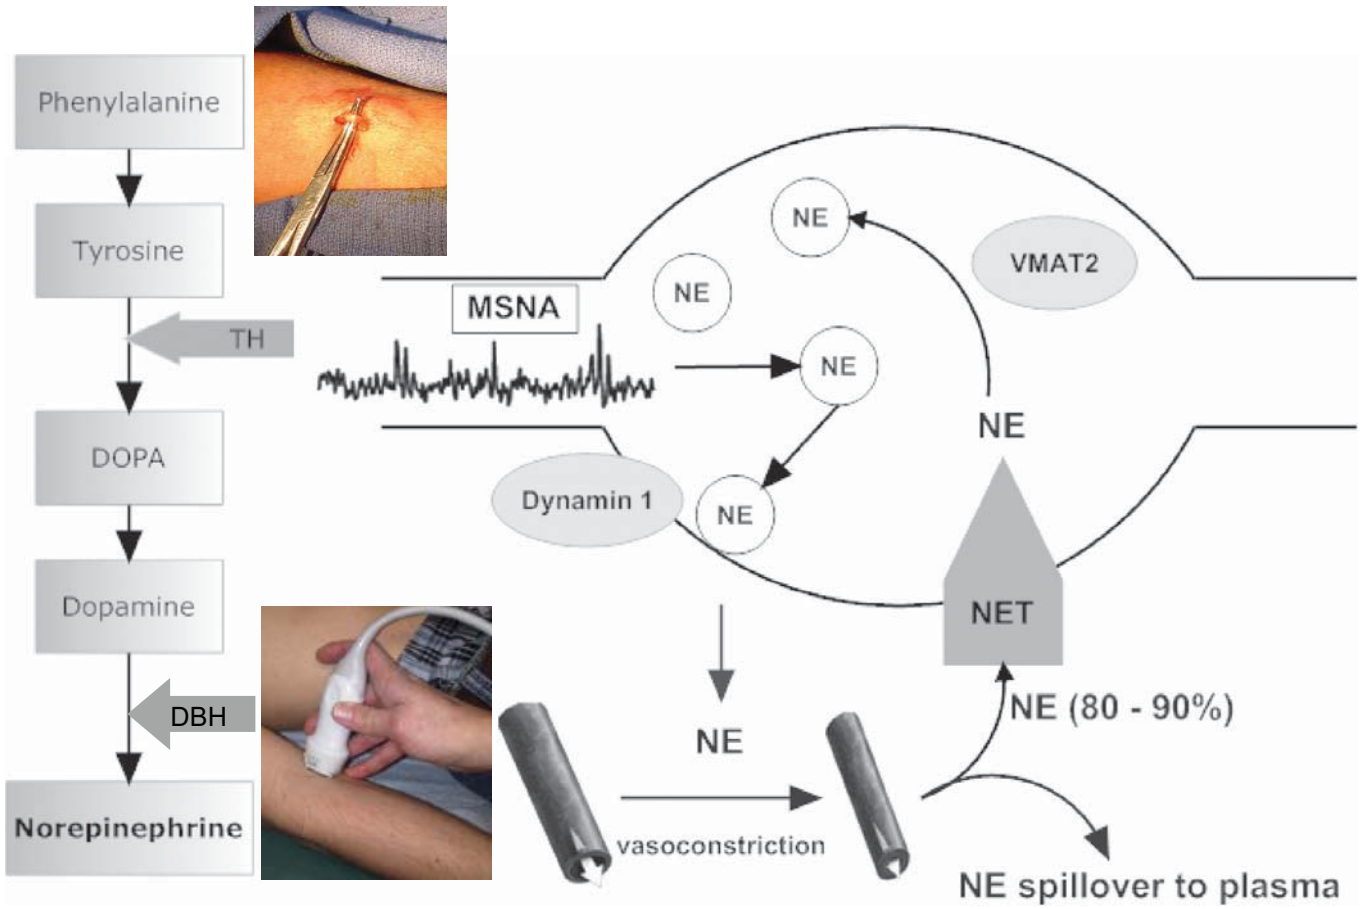 Phenylalanine
Tyrosine
TH
DOPA
Dopamine
DBH
Norepinephrine
MSNA
NE
NE
NE
NE
VMAT2
NE
Dynamin 1
NET
NE
NE (80 - 90%)
vasoconstriction
NE spillover to plasma